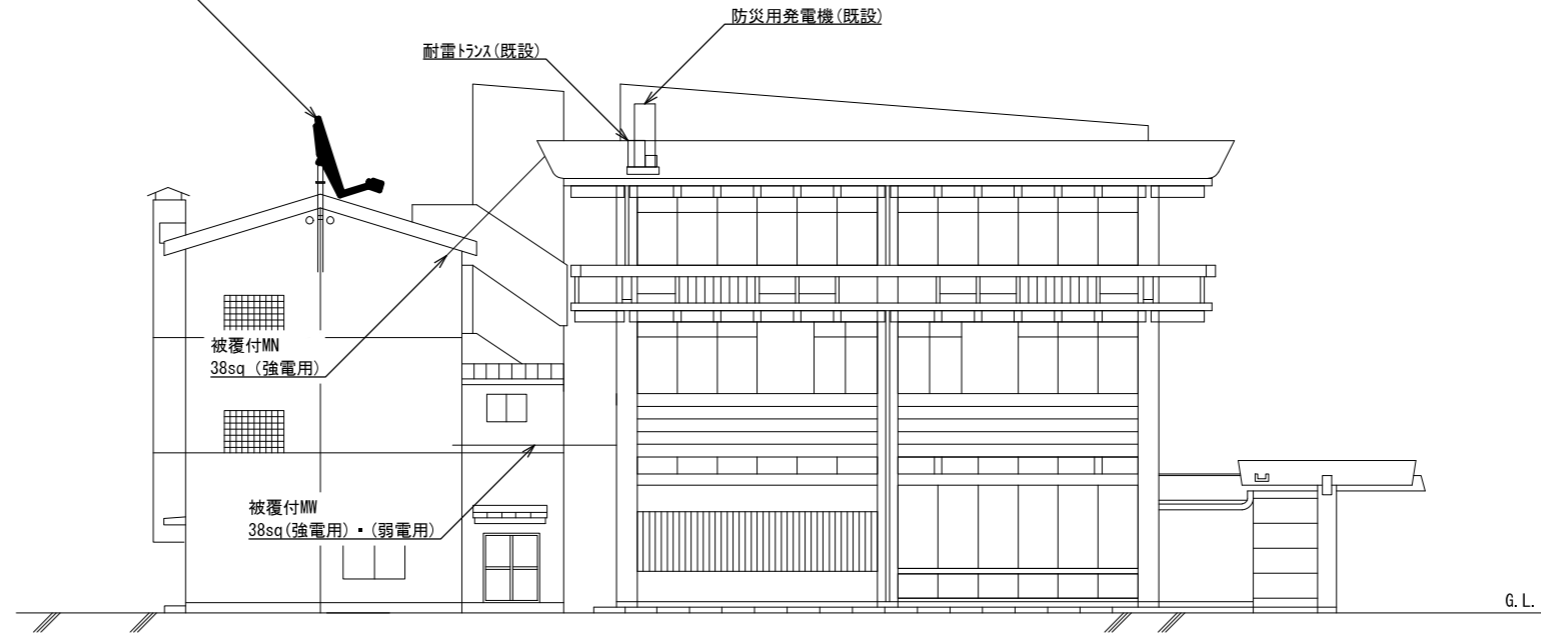 防災用発電機(既設)
耐雷トランス(既設)
被覆付MN
38sq (強電用)
被覆付MW
38sq(強電用)・(弱電用)
G.L.